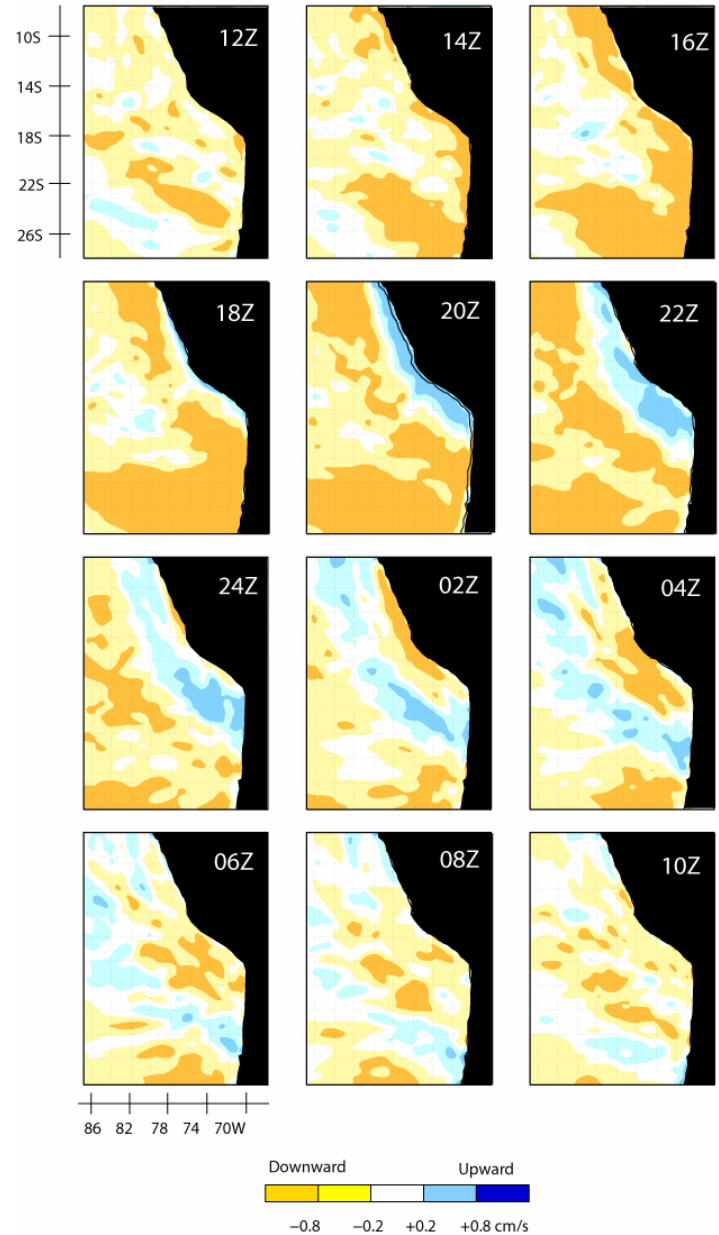 12Z
14Z
16Z
10S
14S
18S
22S
26S
18Z
20Z
22Z
24Z
02Z
04Z
06Z
08Z
10Z
86 82 78 74 70W
Downward Upward
−0.8 −0.2 +0.2 +0.8 cm/s